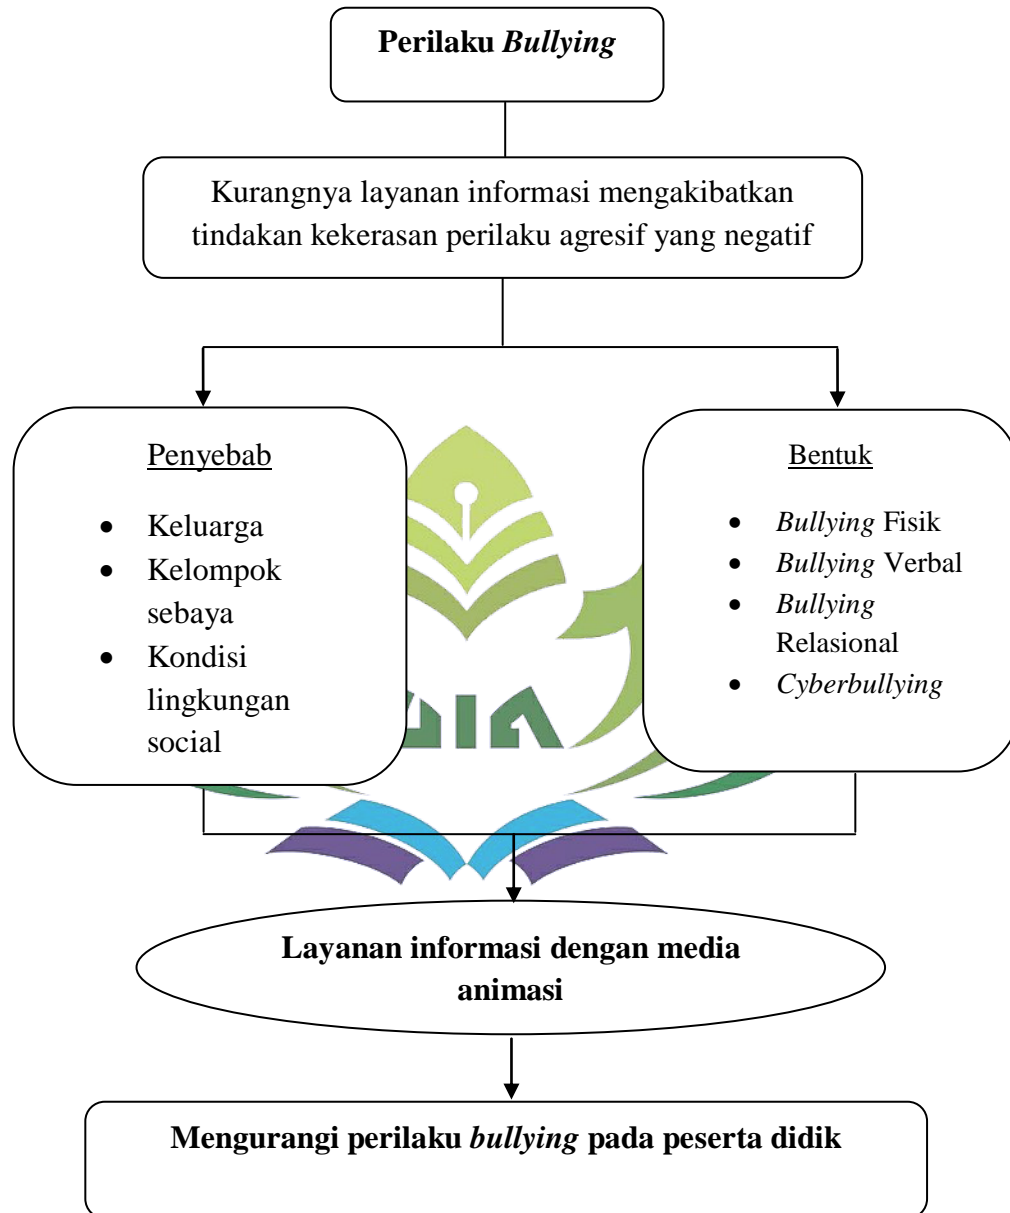 Perilaku Bullying
Kurangnya layanan informasi mengakibatkan
tindakan kekerasan perilaku agresif yang negatif
Penyebab
• Keluarga
• Kelompok
sebaya
• Kondisi
lingkungan
social
Bentuk
• Bullying Fisik
• Bullying Verbal
• Bullying
Relasional
• Cyberbullying
Layanan informasi dengan media
animasi
Mengurangi perilaku bullying pada peserta didik